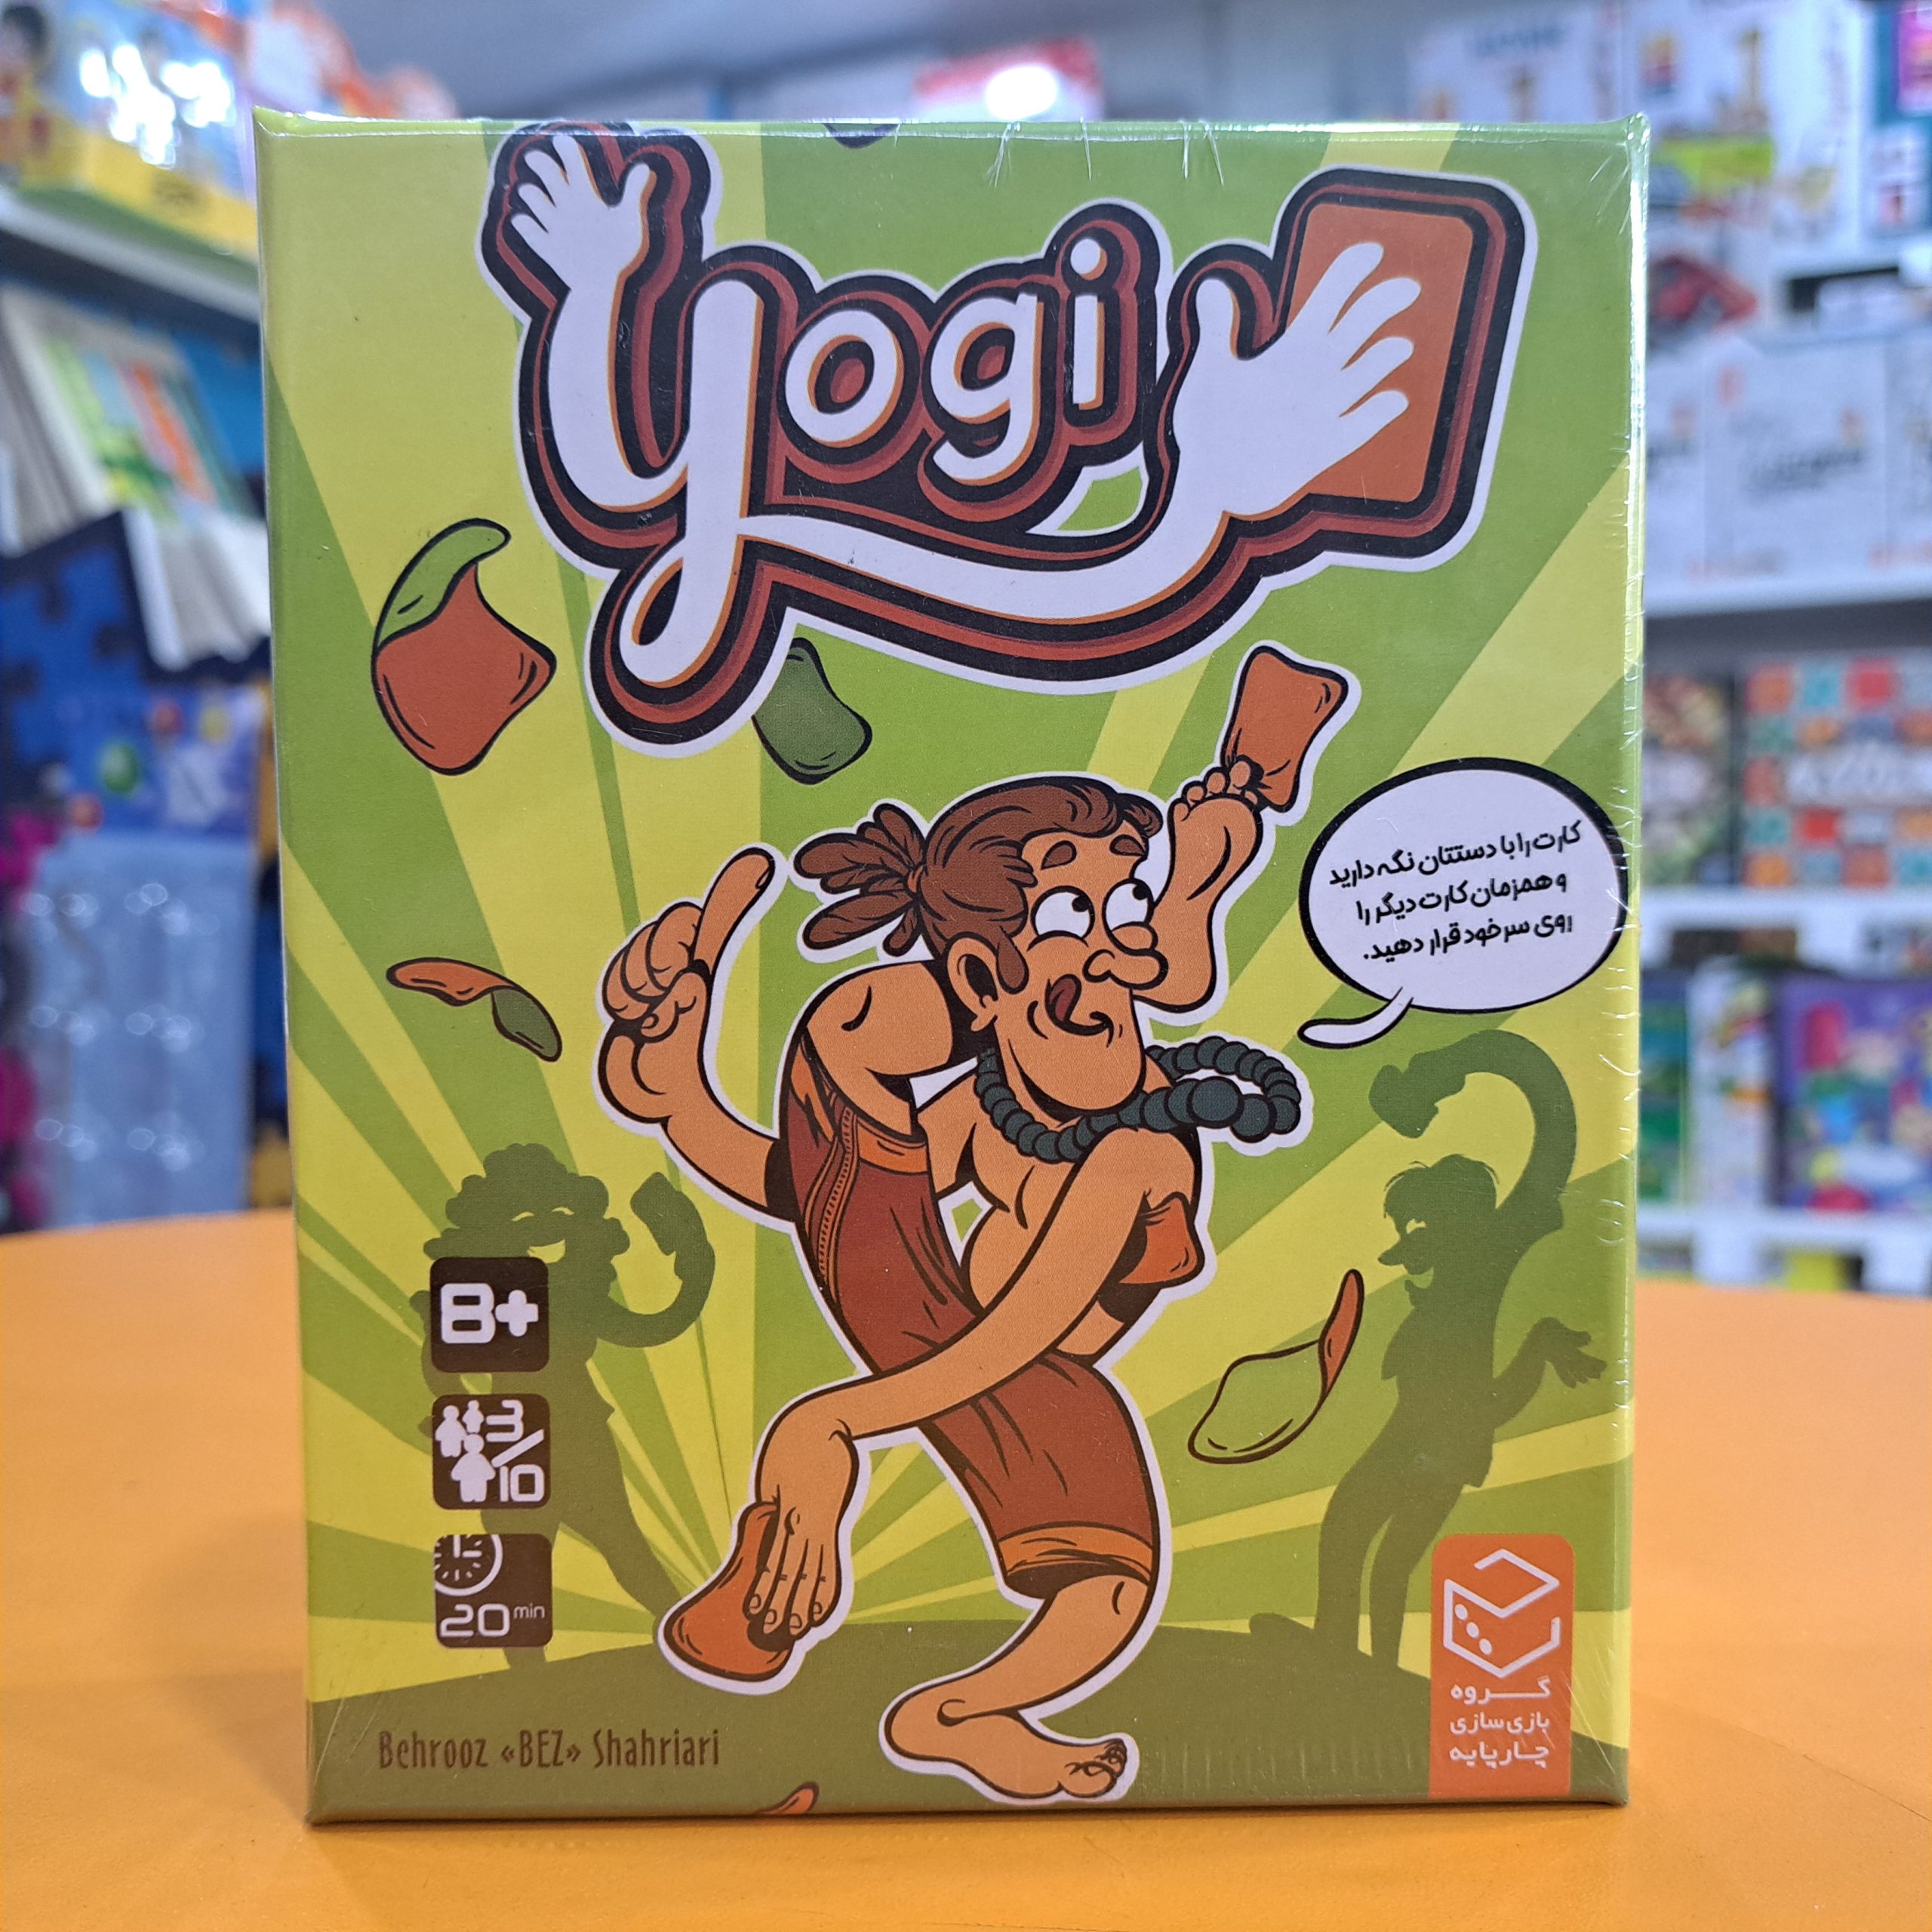 Yogi
کارت را با دستتان نگه دارید
و همزمان کارت دیگر را
روی سر خود قرار دهید.
8+
3/10
20 min
Behrooz «BEZ» Shahriari
گروه
بازی سازی
چارپایه